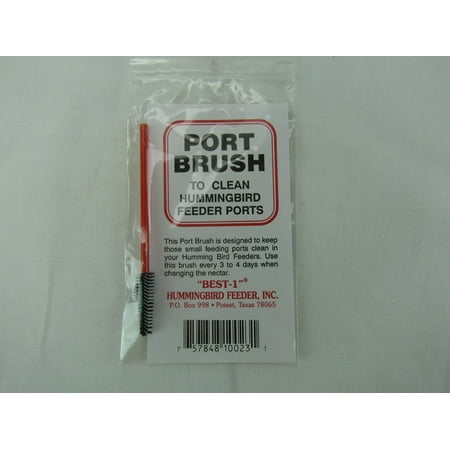 PORT
BRUSH
TO CLEAN
HUMMINGBIRD
FEEDER PORTS
This Port Brush is designed to keep
those small feeding ports clean in
your Humming Bird Feeders. Use
this brush every 3 to 4 days when
changing the nectar.
"BEST-1"®
HUMMINGBIRD FEEDER, INC.
P.O. Box 998 • Poteet, Texas 78065
7 57848 10023 1